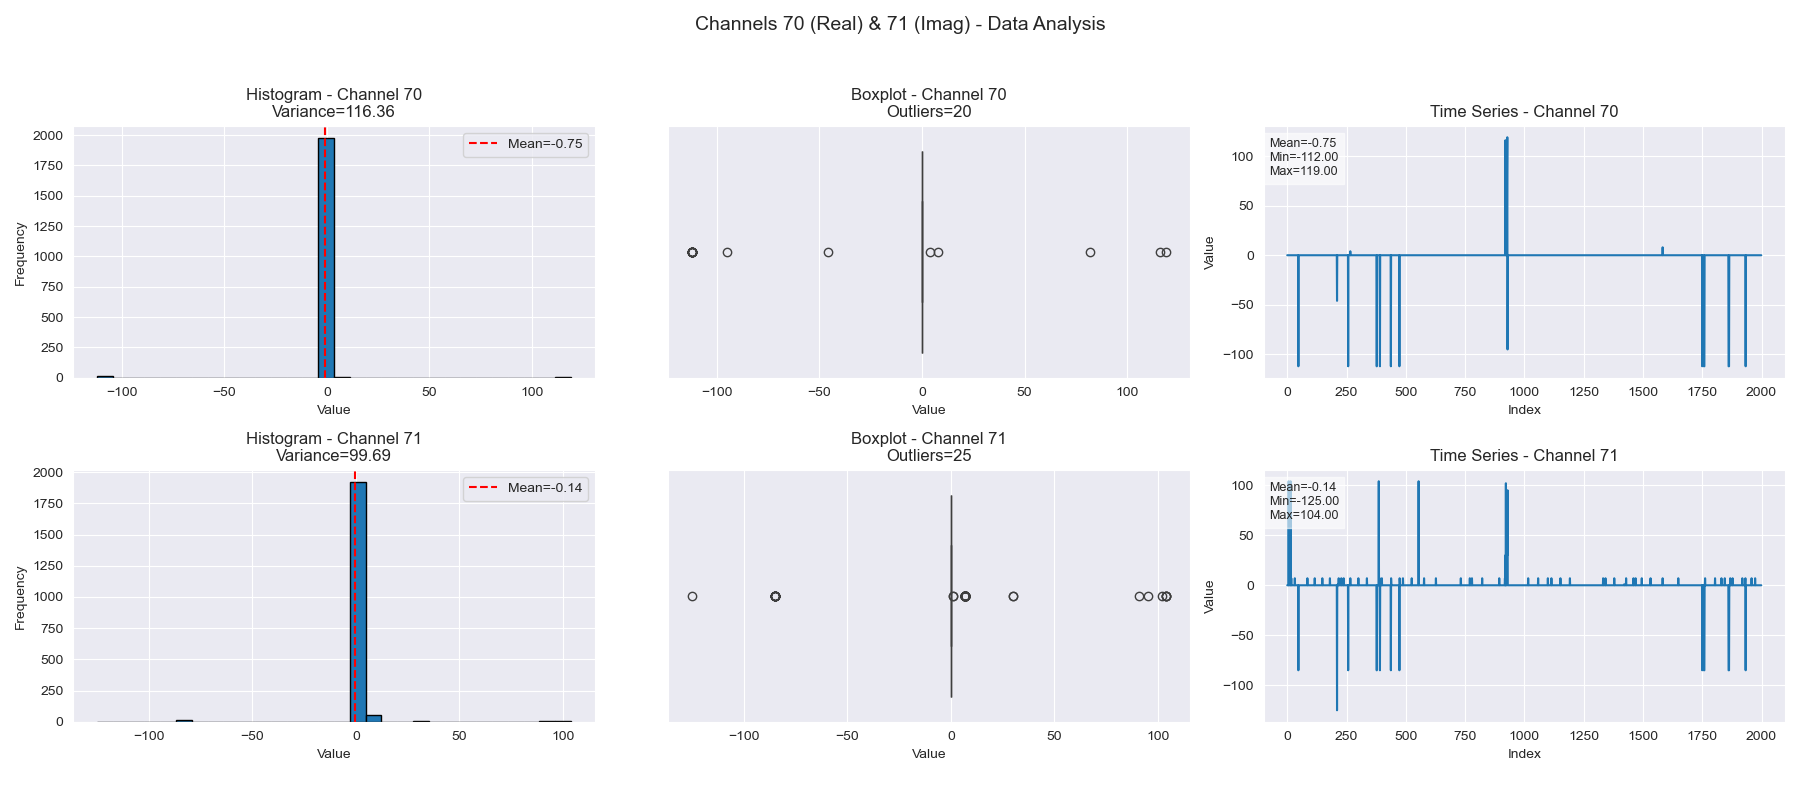 Channels 70 (Real) & 71 (Imag) - Data Analysis
Histogram - Channel 70
Variance=116.36
Mean=-0.75
Frequency
2000
1750
1500
1250
1000
750
500
250
0
−100
−50
0
50
100
Value
Boxplot - Channel 70
Outliers=20
−100
−50
0
50
100
Value
Time Series - Channel 70
Mean=-0.75
Min=-112.00
Max=119.00
Value
100
50
0
−50
−100
0
250
500
750
1000
1250
1500
1750
2000
Index
Histogram - Channel 71
Variance=99.69
Mean=-0.14
Frequency
2000
1750
1500
1250
1000
750
500
250
0
−100
−50
0
50
100
Value
Boxplot - Channel 71
Outliers=25
−100
−50
0
50
100
Value
Time Series - Channel 71
Mean=-0.14
Min=-125.00
Max=104.00
Value
100
50
0
−50
−100
0
250
500
750
1000
1250
1500
1750
2000
Index